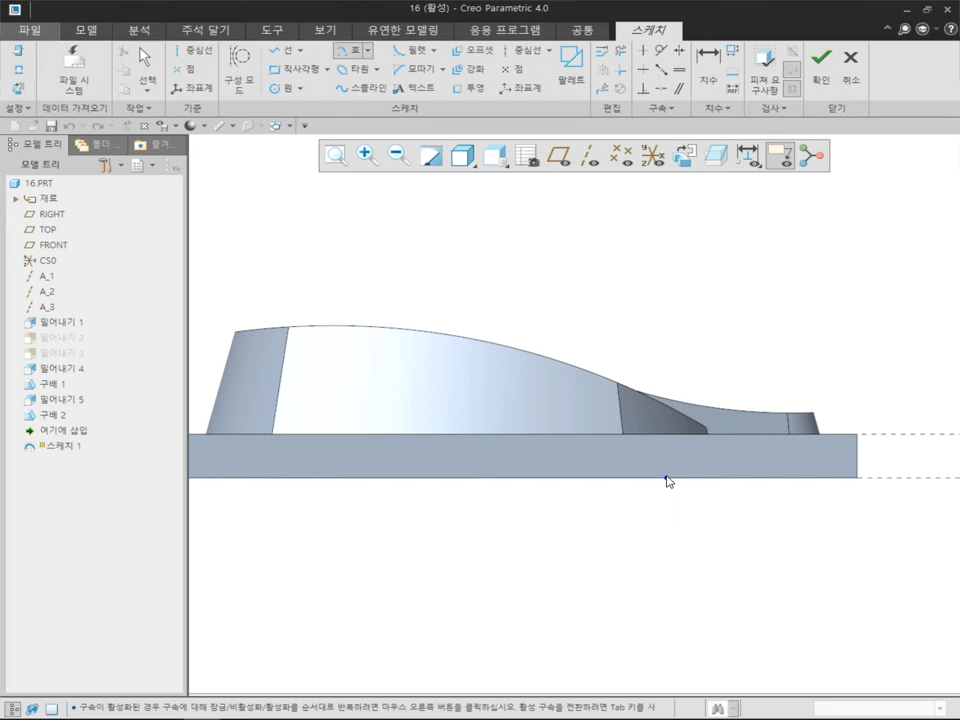 16 (활성) - Creo Parametric 4.0
파일 모델 분석 주석 달기 도구 보기 유연한 모델링 응용 프로그램 공통 스케치
파일 시스템 선택 중심선 점 좌표계 구성 모드
선 호 필렛 오프셋 중심선
직사각형 타원 모따기 강화 점
원 스플라인 텍스트 투영 좌표계
팔레트 치수 피쳐 요구사항 확인 취소
설정 데이터 가져오기 작업 기준 스케치 편집 구속 치수 검사 닫기
모델 트리 폴더 즐겨
모델 트리
16.PRT
재료
RIGHT
TOP
FRONT
CS0
A_1
A_2
A_3
밀어내기 1
밀어내기 2
밀어내기 3
밀어내기 4
구배 1
밀어내기 5
구배 2
여기에 삽입
스케치 1
구속이 활성화된 경우 구속에 대해 잠금/비활성화/활성화를 순서대로 반복하려면 마우스 오른쪽 버튼을 클릭하십시오. 활성 구속을 전환하려면 Tab 키를 사